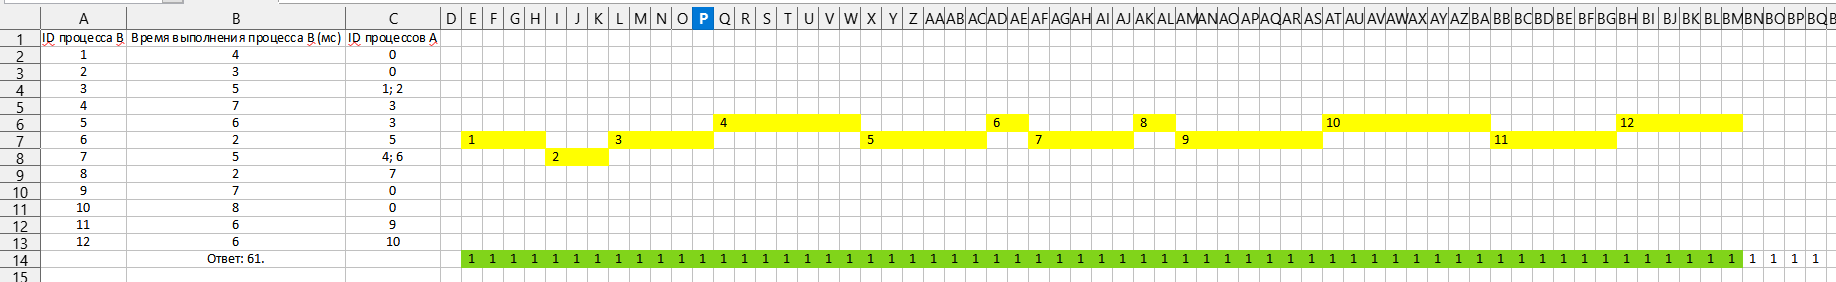 A B C D E F G H I J K L M N O P Q R S T U V W X Y Z AA AB AC AD AE AF AG AH AI AJ AK AL AM AN AO AP AQ AR AS AT AU AV AW AX AY AZ BA BB BC BD BE BF BG BH BI BJ BK BL BM BN BO BP BQ B
1 ID процесса B Время выполнения процесса B (мс) ID процессов A
2 1 4 0
3 2 3 0
4 3 5 1; 2
5 4 7 3
6 5 6 3 4 6 8 10 12
7 6 2 5 1 3 5 7 9 11
8 7 5 4; 6 2
9 8 2 7
10 9 7 0
11 10 8 0
12 11 6 9
13 12 6 10
14 Ответ: 61. 1 1 1 1 1 1 1 1 1 1 1 1 1 1 1 1 1 1 1 1 1 1 1 1 1 1 1 1 1 1 1 1 1 1 1 1 1 1 1 1 1 1 1 1 1 1 1 1 1 1 1 1 1 1 1 1 1 1 1 1 1 1 1 1 1
15